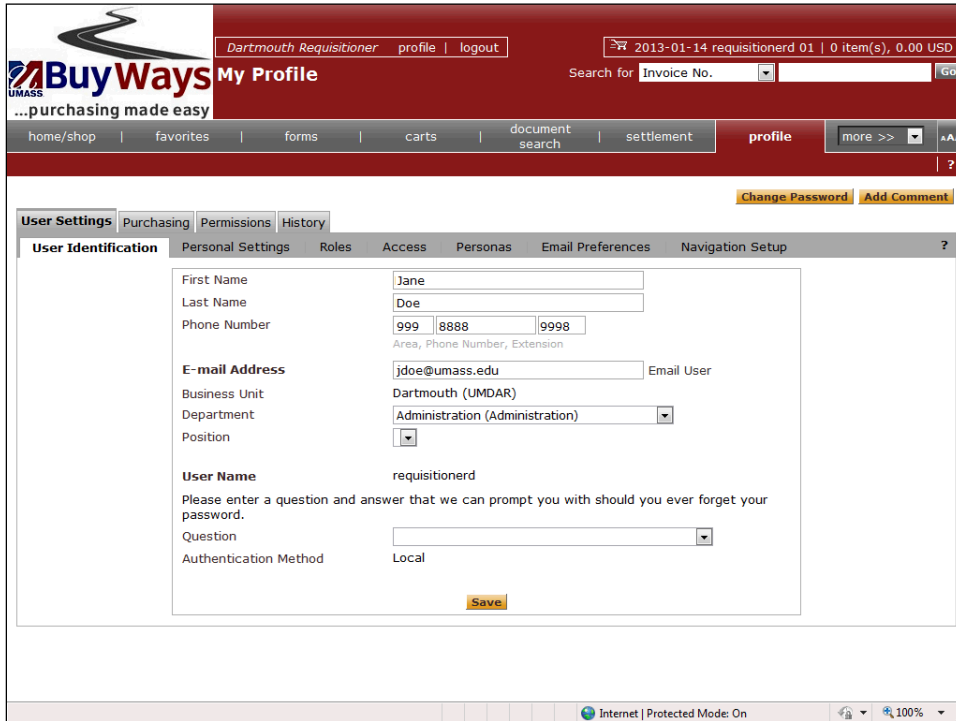 Dartmouth Requisitioner profile | logout
2013-01-14 requisitionerd 01 | 0 item(s), 0.00 USD
UMASS
BuyWays
...purchasing made easy
My Profile
Search for Invoice No. Go
home/shop | favorites | forms | carts | document search | settlement profile more >> AAA
?
Change Password Add Comment
User Settings Purchasing Permissions History
User Identification Personal Settings Roles Access Personas Email Preferences Navigation Setup ?
First Name Jane
Last Name Doe
Phone Number 999 8888 9998
Area, Phone Number, Extension
E-mail Address jdoe@umass.edu Email User
Business Unit Dartmouth (UMDAR)
Department Administration (Administration)
Position
User Name requisitionerd
Please enter a question and answer that we can prompt you with should you ever forget your
password.
Question
Authentication Method Local
Save
Internet | Protected Mode: On 100%